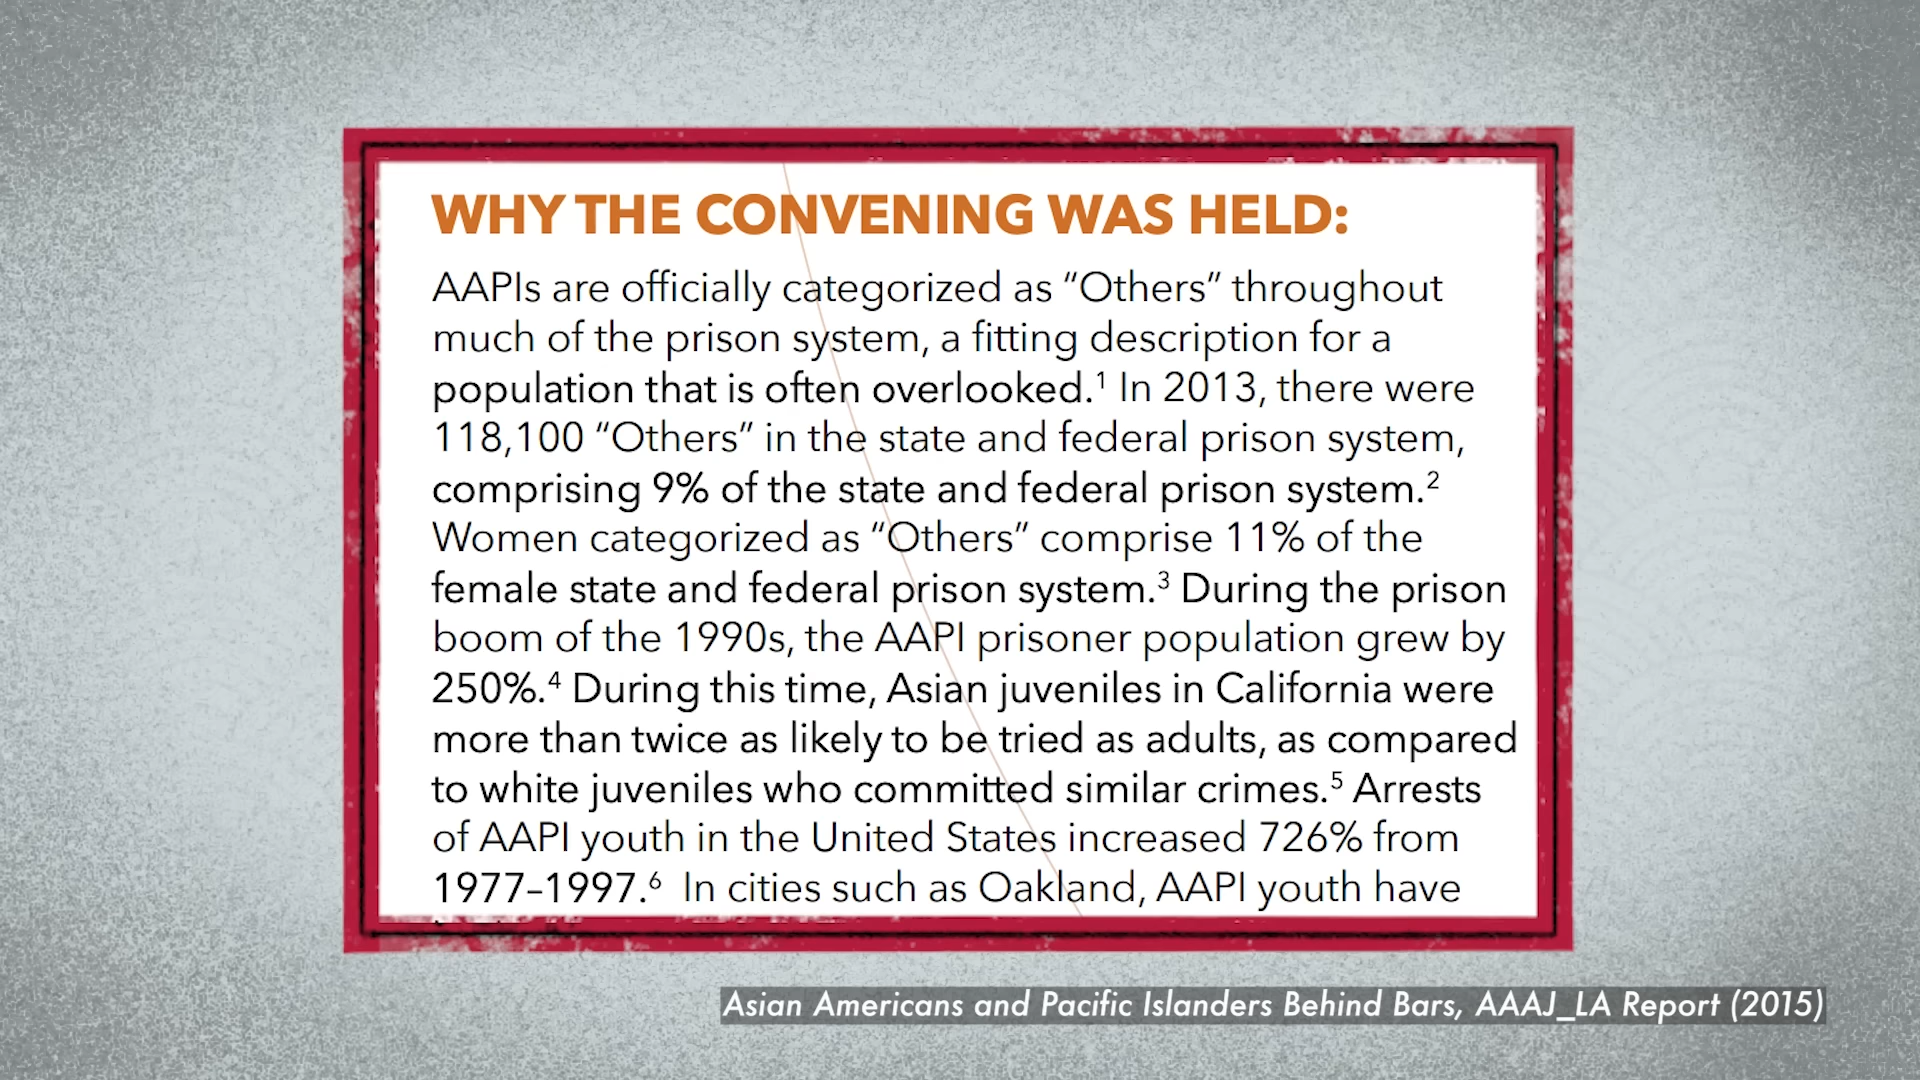 WHY THE CONVENING WAS HELD:
AAPIs are officially categorized as “Others” throughout
much of the prison system, a fitting description for a
population that is often overlooked.¹ In 2013, there were
118,100 “Others” in the state and federal prison system,
comprising 9% of the state and federal prison system.²
Women categorized as “Others” comprise 11% of the
female state and federal prison system.³ During the prison
boom of the 1990s, the AAPI prisoner population grew by
250%.⁴ During this time, Asian juveniles in California were
more than twice as likely to be tried as adults, as compared
to white juveniles who committed similar crimes.⁵ Arrests
of AAPI youth in the United States increased 726% from
1977–1997.⁶ In cities such as Oakland, AAPI youth have
Asian Americans and Pacific Islanders Behind Bars, AAAJ_LA Report (2015)